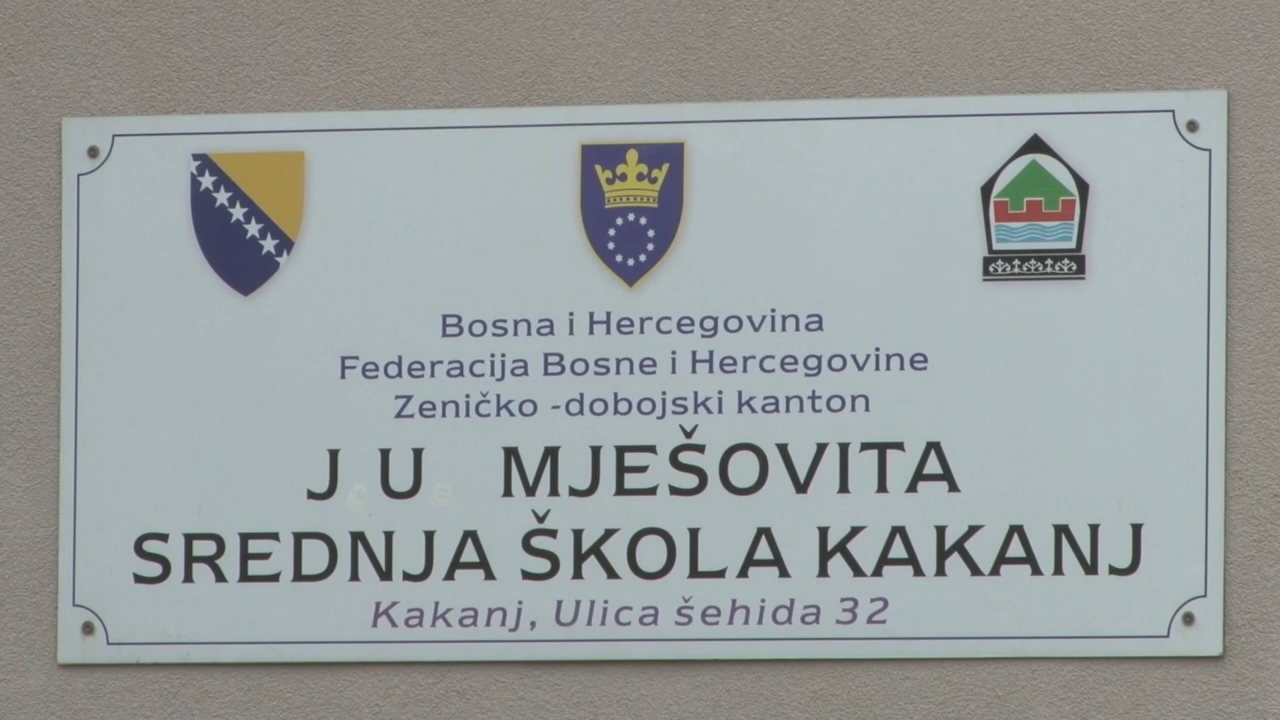 Bosna i Hercegovina
Federacija Bosne i Hercegovine
Zeničko -dobojski kanton
J U MJEŠOVITA
SREDNJA ŠKOLA KAKANJ
Kakanj, Ulica šehida 32